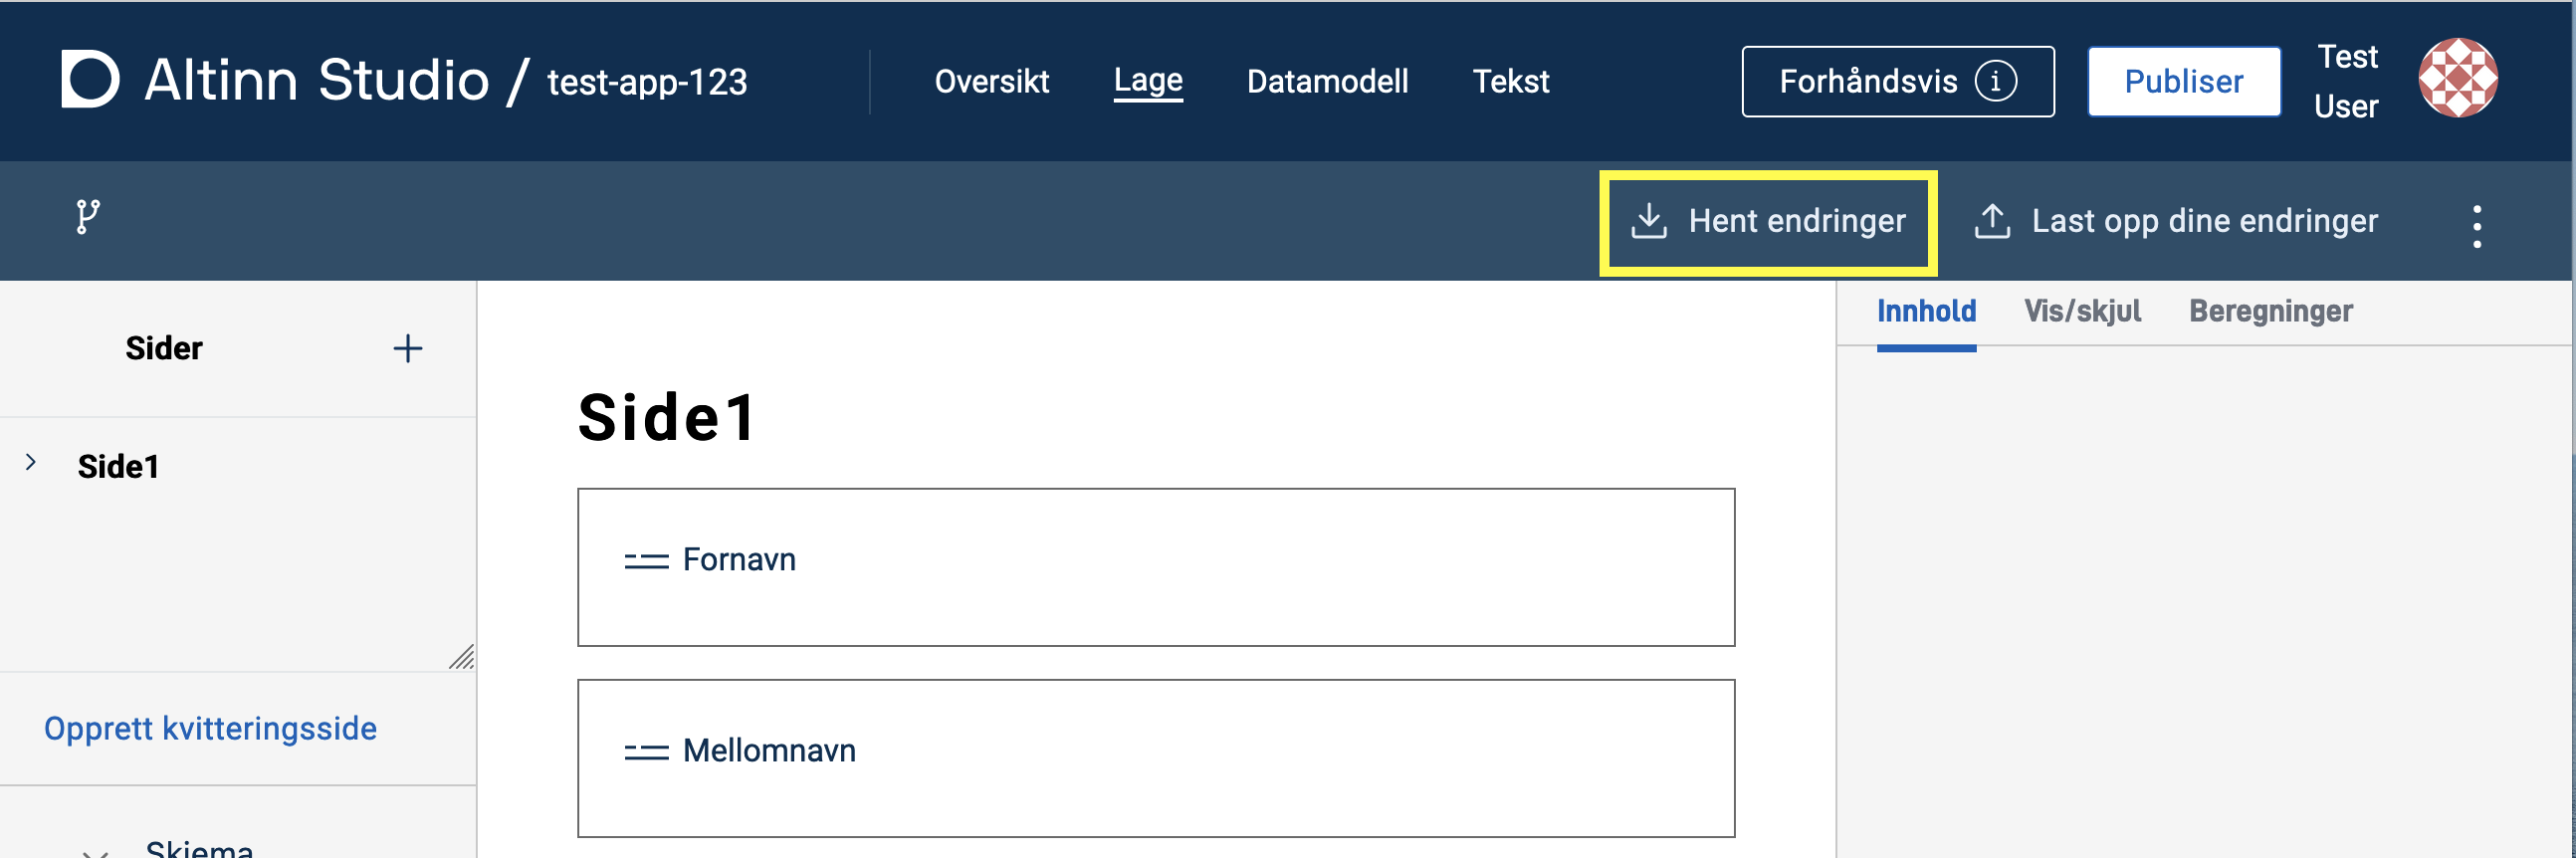 Altinn Studio / test-app-123
Oversikt
Lage
Datamodell
Tekst
Forhåndsvis
Publiser
Test
User
Hent endringer
Last opp dine endringer
Sider
Side1
Opprett kvitteringsside
Skjema
Side1
Fornavn
Mellomnavn
Innhold
Vis/skjul
Beregninger